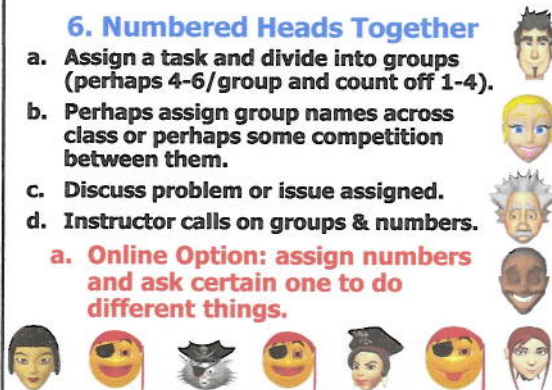 6. Numbered Heads Together
a. Assign a task and divide into groups
(perhaps 4-6/group and count off 1-4).
b. Perhaps assign group names across
class or perhaps some competition
between them.
c. Discuss problem or issue assigned.
d. Instructor calls on groups & numbers.
a. Online Option: assign numbers
and ask certain one to do
different things.